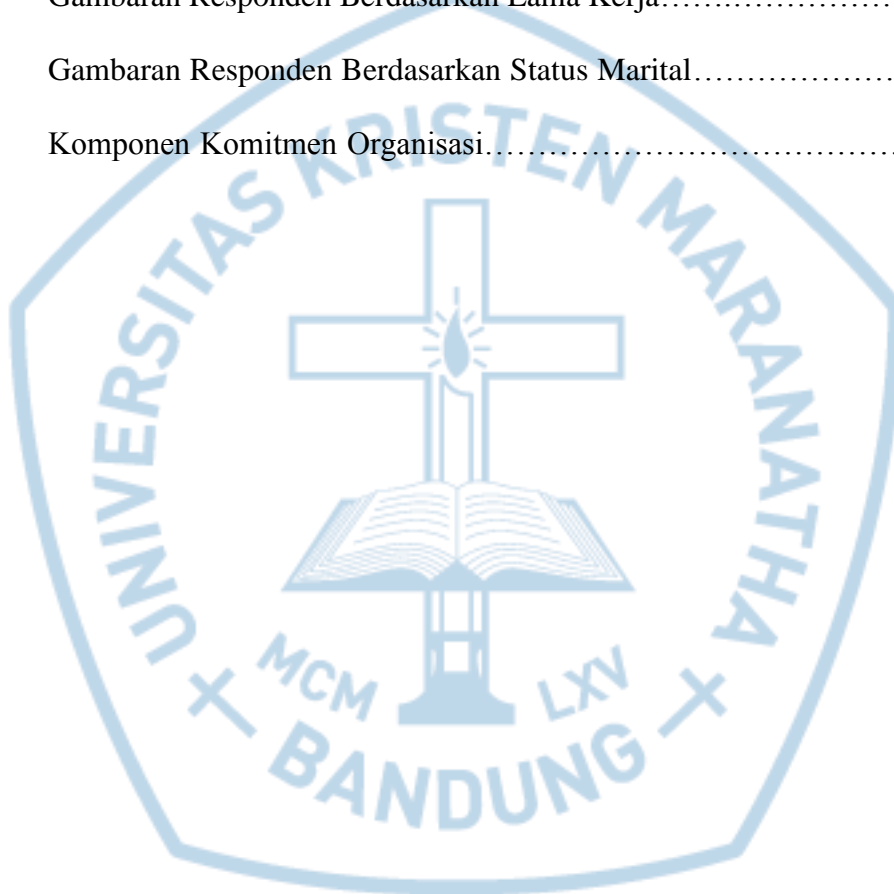 Gambaran Responden Berdasarkan Lama Kerja……………………
Gambaran Responden Berdasarkan Status Marital…………………
Komponen Komitmen Organisasi………………………………………
UNIVERSITAS KRISTEN MARANATHA
MCM LXV
BANDUNG